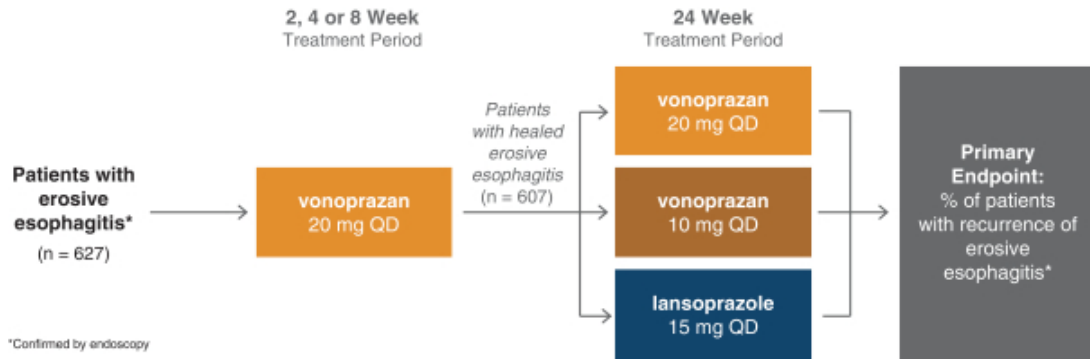 2, 4 or 8 Week
Treatment Period
24 Week
Treatment Period
Patients with
erosive
esophagitis*
(n = 627)
vonoprazan
20 mg QD
Patients
with healed
erosive
esophagitis
(n = 607)
vonoprazan
20 mg QD
vonoprazan
10 mg QD
lansoprazole
15 mg QD
Primary
Endpoint:
% of patients
with recurrence of
erosive
esophagitis*
*Confirmed by endoscopy